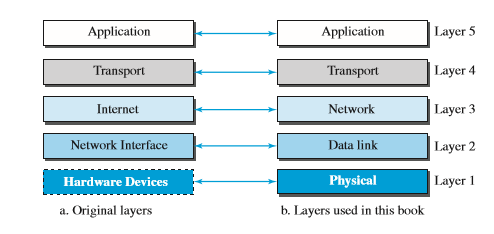 Application Application Layer 5
Transport Transport Layer 4
Internet Network Layer 3
Network Interface Data link Layer 2
Hardware Devices Physical Layer 1
a. Original layers b. Layers used in this book